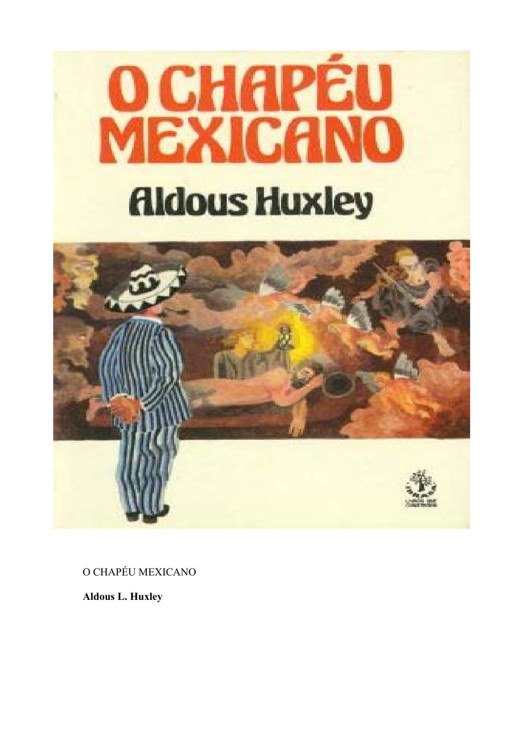 O CHAPÉU
MEXICANO
Aldous Huxley
O CHAPÉU MEXICANO
Aldous L. Huxley